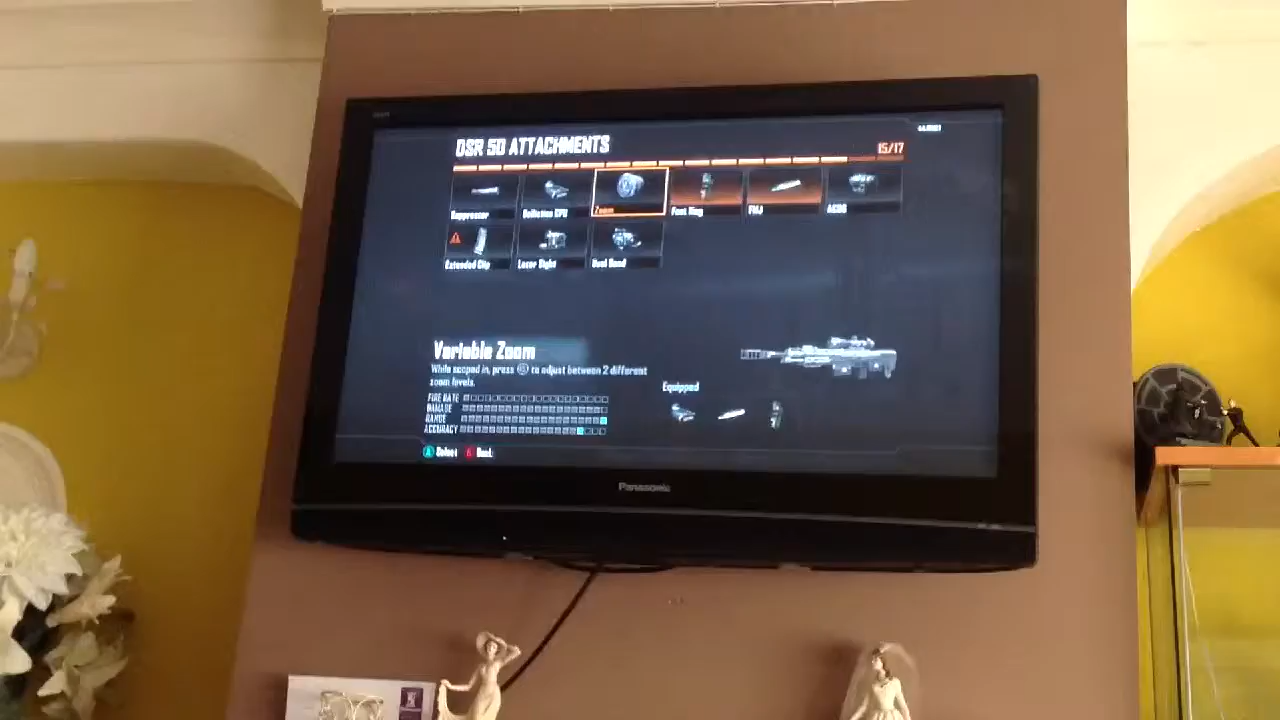 DSR 50 ATTACHMENTS
15/17
Suppressor
Ballistics CPU
Zoom
Fast Mag
FMJ
ACOG
Extended Clip
Laser Sight
Dual Band
Variable Zoom
While scoped in, press to adjust between 2 different
zoom levels.
Equipped
FIRE RATE
DAMAGE
RANGE
ACCURACY
A Select B Back
Panasonic